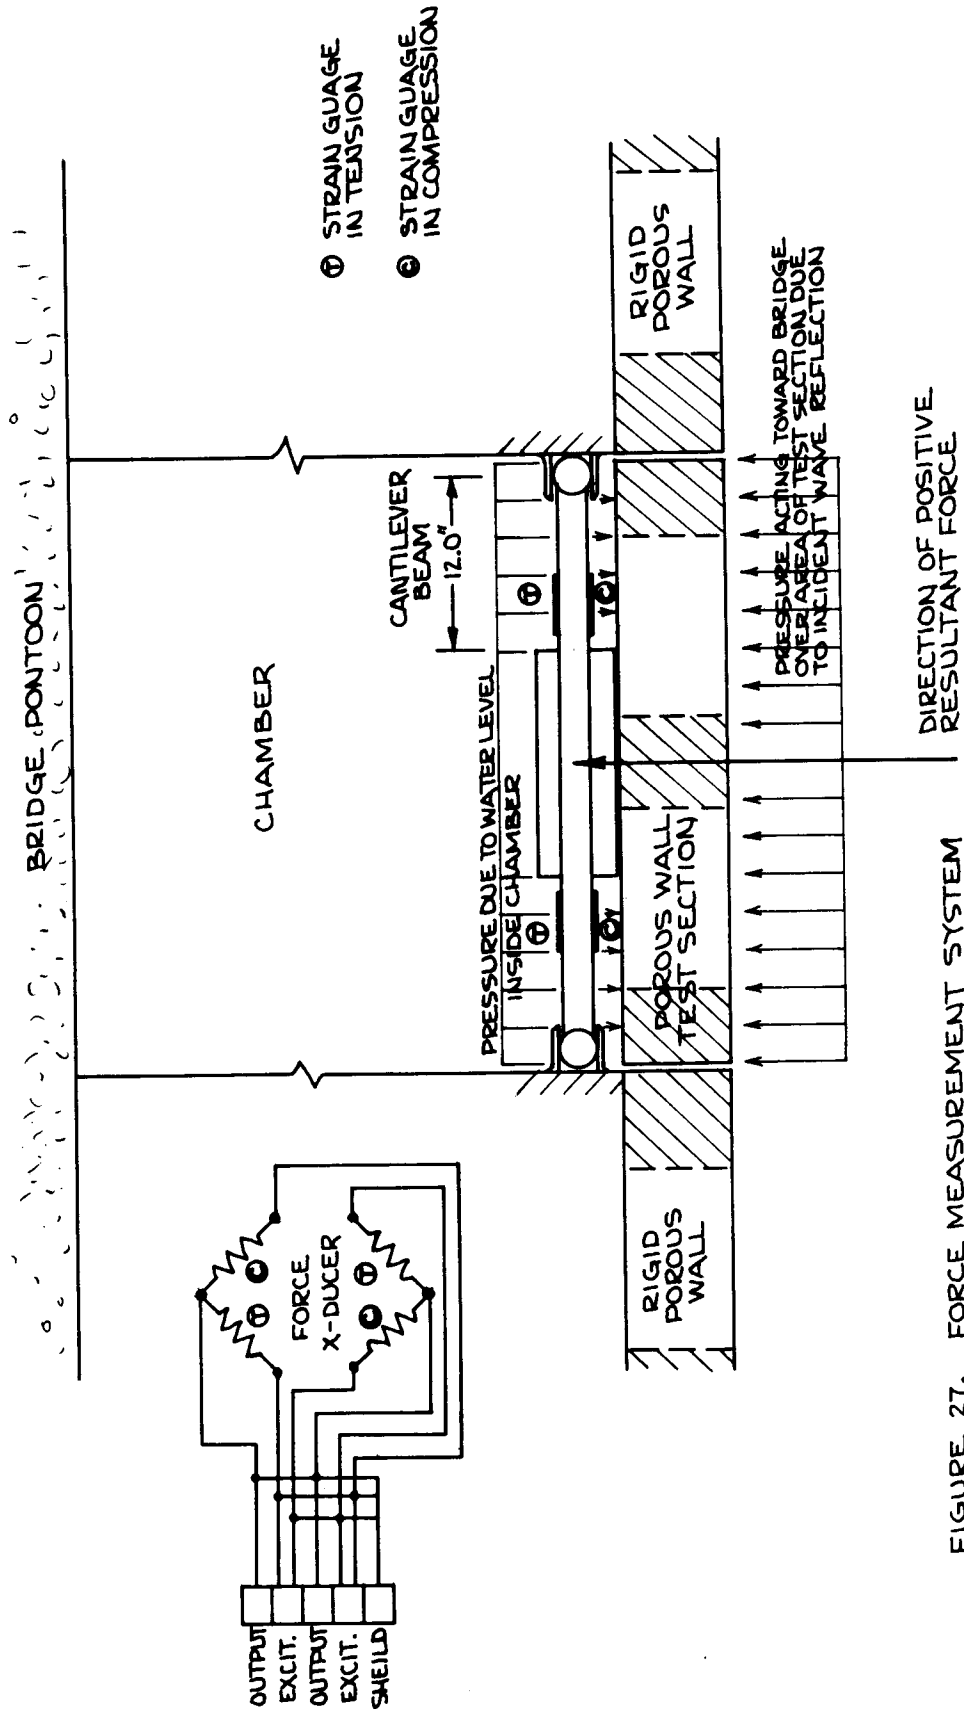 BRIDGE PONTOON
CHAMBER
Ⓣ STRAIN GUAGE
IN TENSION
Ⓒ STRAIN GUAGE
IN COMPRESSION
CANTILEVER
BEAM
12.0"
PRESSURE DUE TO WATER LEVEL
INSIDE CHAMBER
Ⓣ
Ⓣ
Ⓒ
Ⓒ
RIGID
POROUS
WALL
POROUS WALL
TEST SECTION
RIGID
POROUS
WALL
PRESSURE ACTING TOWARD BRIDGE
OVER AREA OF TEST SECTION DUE
TO INCIDENT WAVE REFLECTION
DIRECTION OF POSITIVE
RESULTANT FORCE
Ⓣ
Ⓒ
FORCE
X-DUCER
Ⓒ
Ⓣ
OUTPUT
EXCIT.
OUTPUT
EXCIT.
SHEILD
FIGURE 27. FORCE MEASUREMENT SYSTEM